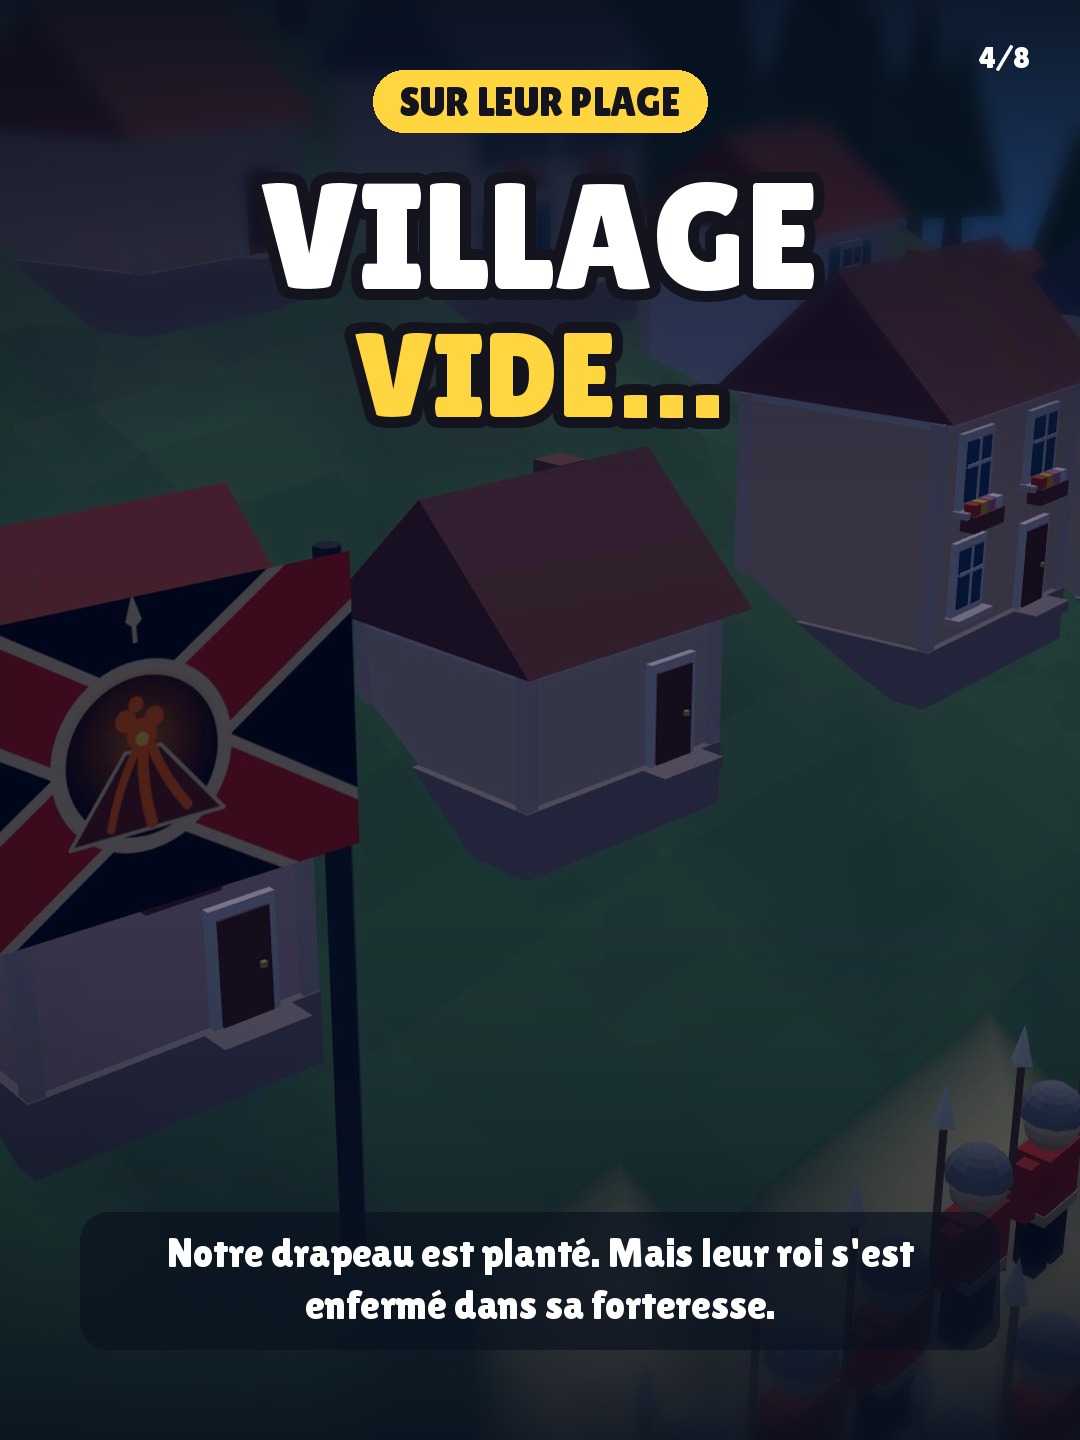 4/8
SUR LEUR PLAGE
VILLAGE
VIDE...
Notre drapeau est planté. Mais leur roi s'est
enfermé dans sa forteresse.